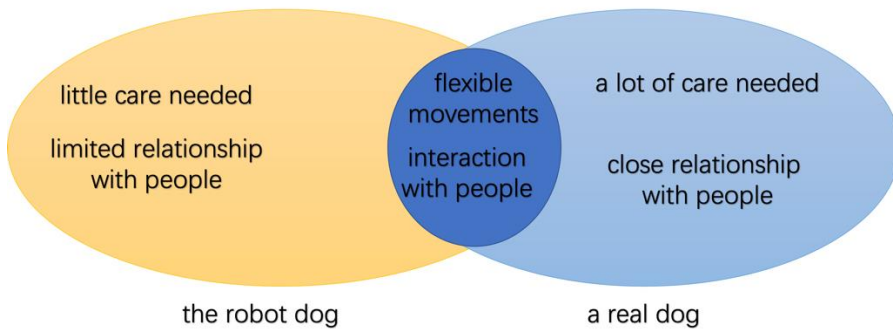 little care needed
limited relationship
with people
flexible
movements
interaction
with people
a lot of care needed
close relationship
with people
the robot dog
a real dog